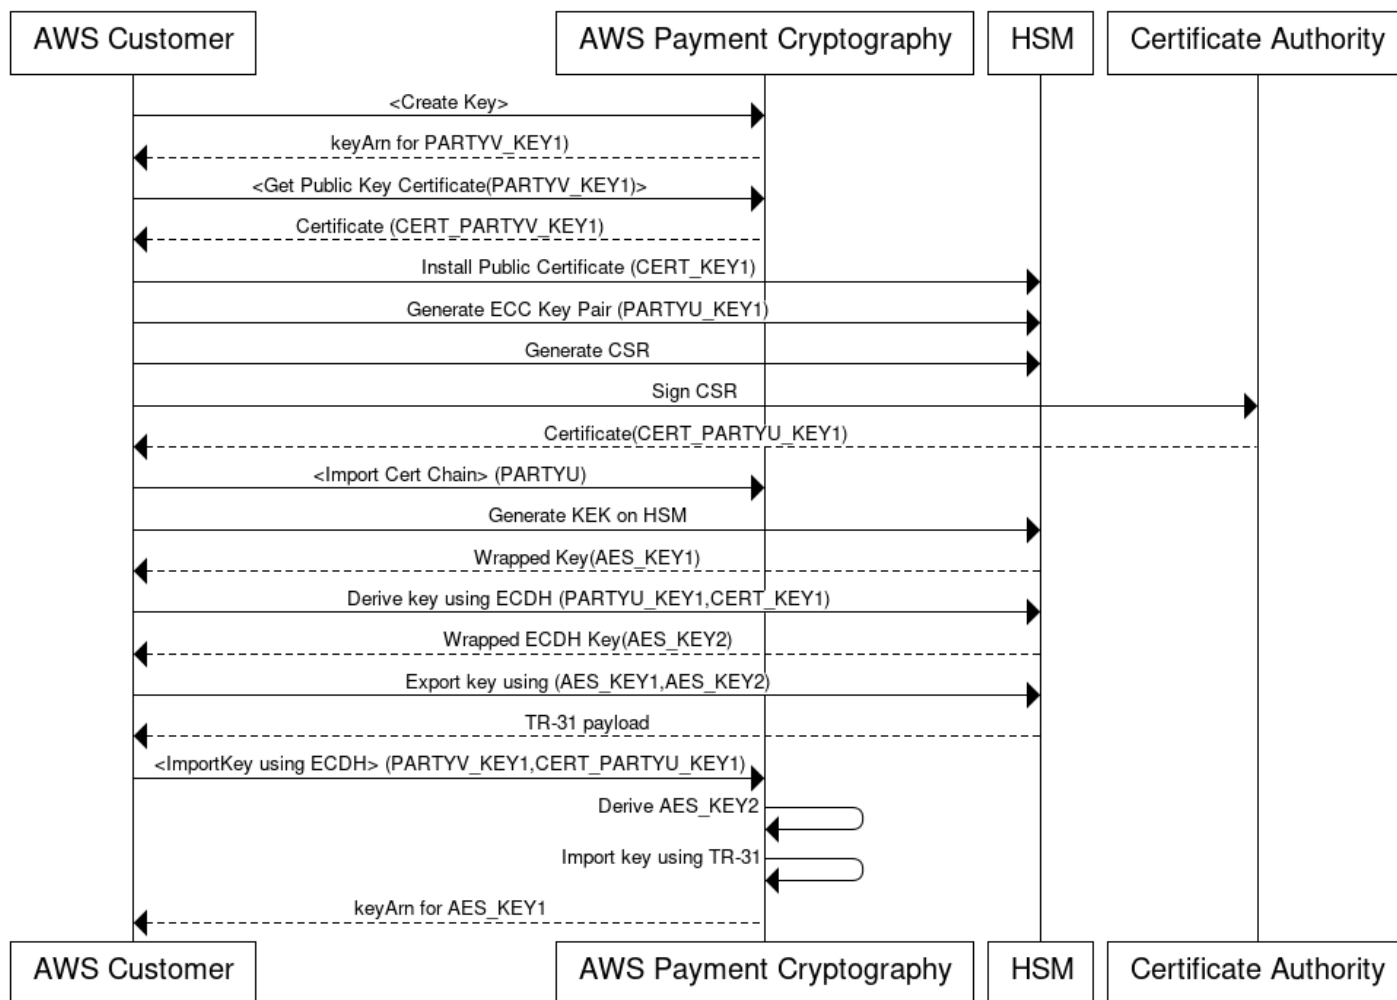 AWS Customer
AWS Payment Cryptography
HSM
Certificate Authority
<Create Key>
keyArn for PARTYV_KEY1)
<Get Public Key Certificate(PARTYV_KEY1)>
Certificate (CERT_PARTYV_KEY1)
Install Public Certificate (CERT_KEY1)
Generate ECC Key Pair (PARTYU_KEY1)
Generate CSR
Sign CSR
Certificate(CERT_PARTYU_KEY1)
<Import Cert Chain> (PARTYU)
Generate KEK on HSM
Wrapped Key(AES_KEY1)
Derive key using ECDH (PARTYU_KEY1,CERT_KEY1)
Wrapped ECDH Key(AES_KEY2)
Export key using (AES_KEY1,AES_KEY2)
TR-31 payload
<ImportKey using ECDH> (PARTYV_KEY1,CERT_PARTYU_KEY1)
Derive AES_KEY2
Import key using TR-31
keyArn for AES_KEY1
AWS Customer
AWS Payment Cryptography
HSM
Certificate Authority